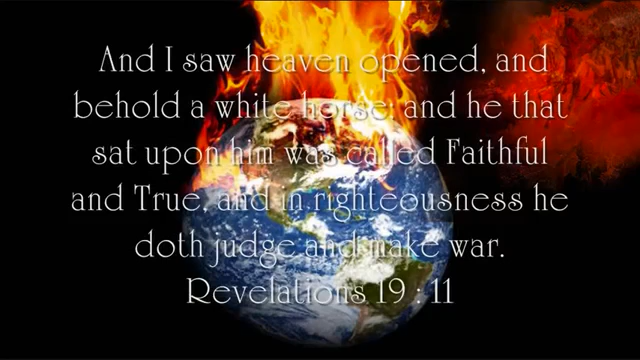 And I saw heaven opened, and
behold a white horse; and he that
sat upon him was called Faithful
and True, and in righteousness he
doth judge and make war.
Revelations 19 : 11